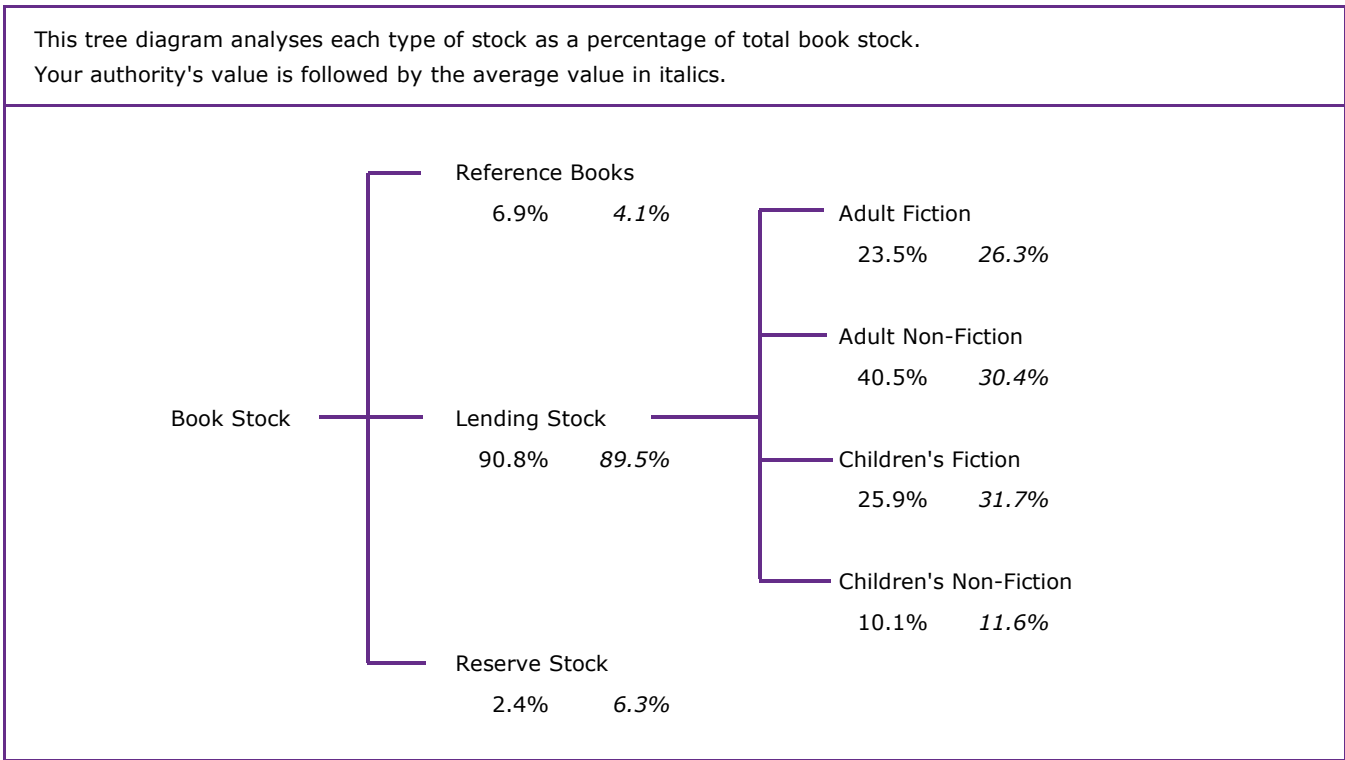 This tree diagram analyses each type of stock as a percentage of total book stock.
Your authority's value is followed by the average value in italics.
Reference Books
6.9% 4.1%
Adult Fiction
23.5% 26.3%
Adult Non-Fiction
40.5% 30.4%
Book Stock
Lending Stock
90.8% 89.5%
Children's Fiction
25.9% 31.7%
Children's Non-Fiction
10.1% 11.6%
Reserve Stock
2.4% 6.3%